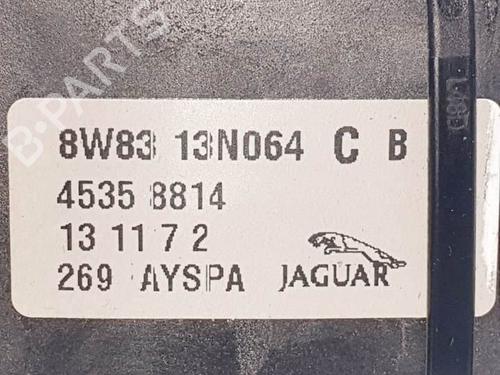 B-PARTS
8W83 13N064 C B
4535 8814
13 11 7 2
269 AYSPA JAGUAR